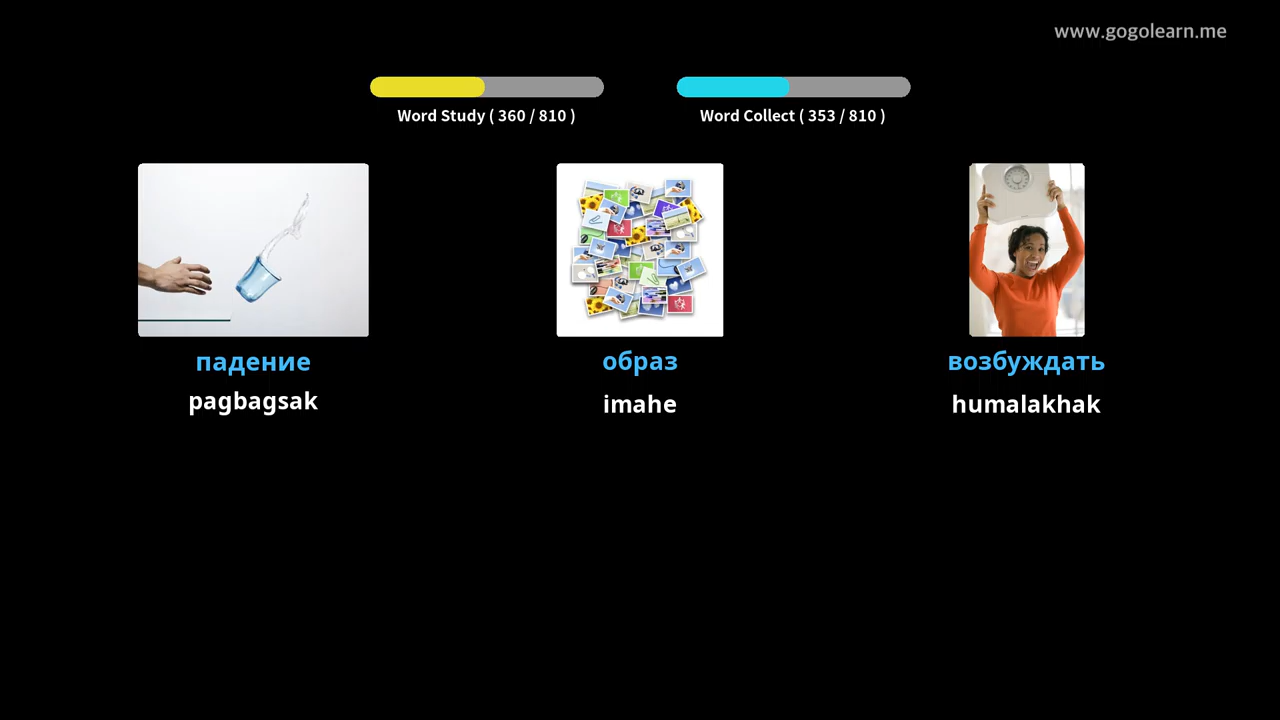 www.gogolearn.me
Word Study ( 360 / 810 )
Word Collect ( 353 / 810 )
падение
образ
возбуждать
pagbagsak
imahe
humalakhak